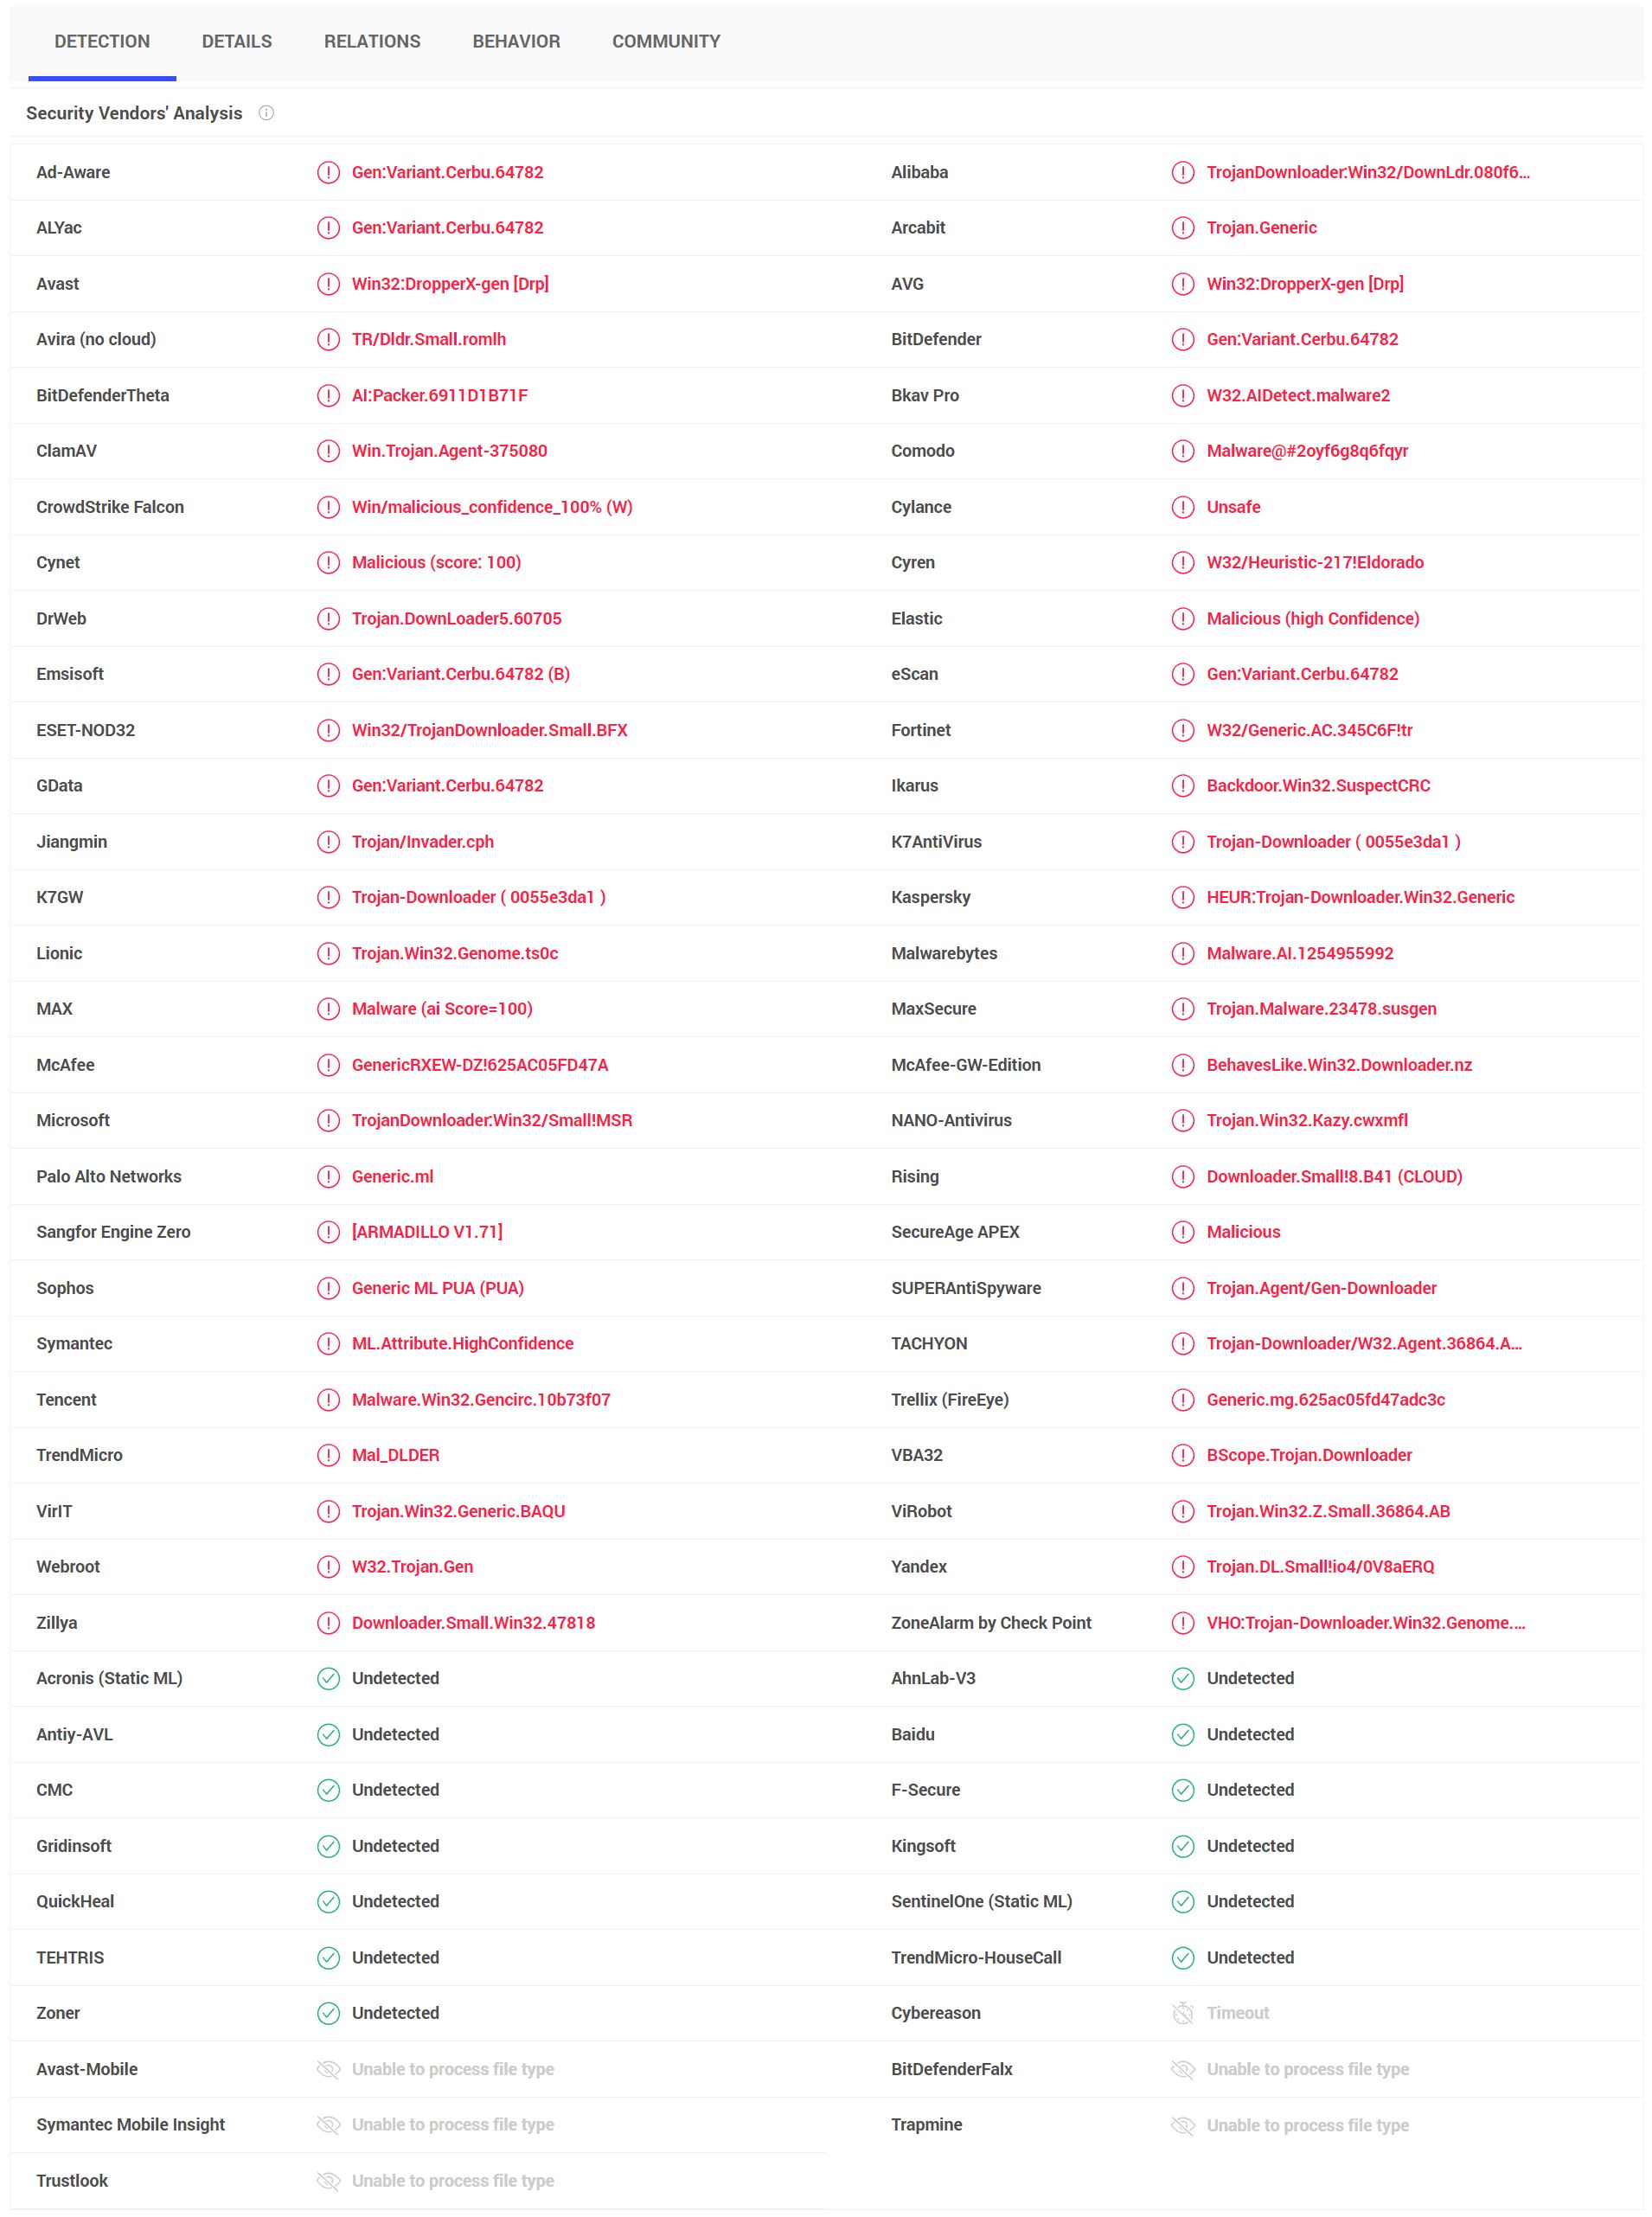 DETECTION DETAILS RELATIONS BEHAVIOR COMMUNITY
Security Vendors' Analysis
Ad-Aware Gen:Variant.Cerbu.64782 Alibaba TrojanDownloader:Win32/DownLdr.080f6...
ALYac Gen:Variant.Cerbu.64782 Arcabit Trojan.Generic
Avast Win32:DropperX-gen [Drp] AVG Win32:DropperX-gen [Drp]
Avira (no cloud) TR/Dldr.Small.romlh BitDefender Gen:Variant.Cerbu.64782
BitDefenderTheta AI:Packer.6911D1B71F Bkav Pro W32.AIDetect.malware2
ClamAV Win.Trojan.Agent-375080 Comodo Malware@#2oyf6g8q6fqyr
CrowdStrike Falcon Win/malicious_confidence_100% (W) Cylance Unsafe
Cynet Malicious (score: 100) Cyren W32/Heuristic-217!Eldorado
DrWeb Trojan.DownLoader5.60705 Elastic Malicious (high Confidence)
Emsisoft Gen:Variant.Cerbu.64782 (B) eScan Gen:Variant.Cerbu.64782
ESET-NOD32 Win32/TrojanDownloader.Small.BFX Fortinet W32/Generic.AC.345C6F!tr
GData Gen:Variant.Cerbu.64782 Ikarus Backdoor.Win32.SuspectCRC
Jiangmin Trojan/Invader.cph K7AntiVirus Trojan-Downloader ( 0055e3da1 )
K7GW Trojan-Downloader ( 0055e3da1 ) Kaspersky HEUR:Trojan-Downloader.Win32.Generic
Lionic Trojan.Win32.Genome.ts0c Malwarebytes Malware.AI.1254955992
MAX Malware (ai Score=100) MaxSecure Trojan.Malware.23478.susgen
McAfee GenericRXEW-DZ!625AC05FD47A McAfee-GW-Edition BehavesLike.Win32.Downloader.nz
Microsoft TrojanDownloader:Win32/Small!MSR NANO-Antivirus Trojan.Win32.Kazy.cwxmfl
Palo Alto Networks Generic.ml Rising Downloader.Small!8.B41 (CLOUD)
Sangfor Engine Zero [ARMADILLO V1.71] SecureAge APEX Malicious
Sophos Generic ML PUA (PUA) SUPERAntiSpyware Trojan.Agent/Gen-Downloader
Symantec ML.Attribute.HighConfidence TACHYON Trojan-Downloader/W32.Agent.36864.A...
Tencent Malware.Win32.Gencirc.10b73f07 Trellix (FireEye) Generic.mg.625ac05fd47adc3c
TrendMicro Mal_DLDER VBA32 BScope.Trojan.Downloader
VirIT Trojan.Win32.Generic.BAQU ViRobot Trojan.Win32.Z.Small.36864.AB
Webroot W32.Trojan.Gen Yandex Trojan.DL.Small!io4/0V8aERQ
Zillya Downloader.Small.Win32.47818 ZoneAlarm by Check Point VHO:Trojan-Downloader.Win32.Genome....
Acronis (Static ML) Undetected AhnLab-V3 Undetected
Antiy-AVL Undetected Baidu Undetected
CMC Undetected F-Secure Undetected
Gridinsoft Undetected Kingsoft Undetected
QuickHeal Undetected SentinelOne (Static ML) Undetected
TEHTRIS Undetected TrendMicro-HouseCall Undetected
Zoner Undetected Cybereason Timeout
Avast-Mobile Unable to process file type BitDefenderFalx Unable to process file type
Symantec Mobile Insight Unable to process file type Trapmine Unable to process file type
Trustlook Unable to process file type